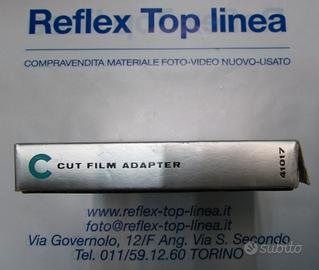 Reflex Top linea
COMPRAVENDITA MATERIALE FOTO-VIDEO NUOVO-USATO
C CUT FILM ADAPTER
41017
www.reflex-top-linea.it
foto@reflex-top-linea.it
Via Governolo, 12/F Ang. Via S. Secondo
Tel. 011/59.12.60 TORINO
subito